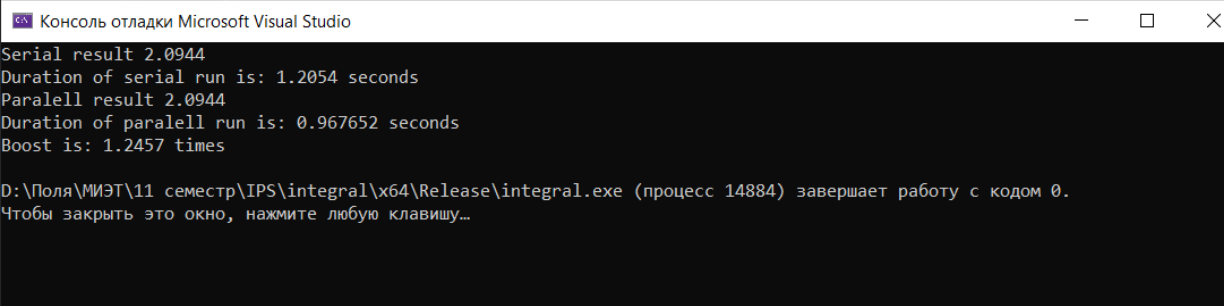 Консоль отладки Microsoft Visual Studio
Serial result 2.0944
Duration of serial run is: 1.2054 seconds
Paralell result 2.0944
Duration of paralell run is: 0.967652 seconds
Boost is: 1.2457 times
D:\Поля\МИЭТ\11 семестр\IPS\integral\x64\Release\integral.exe (процесс 14884) завершает работу с кодом 0.
Чтобы закрыть это окно, нажмите любую клавишу…